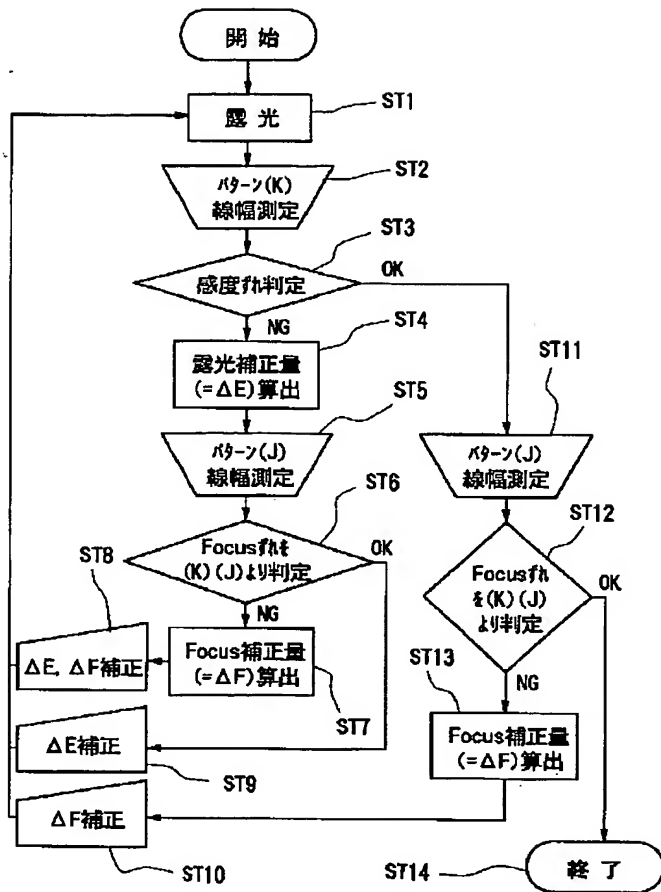 開始
露光
ST1
パターン(K)
線幅測定
ST2
感度ずれ判定
ST3
OK
NG
露光補正量
(=ΔE)算出
ST4
パターン(J)
線幅測定
ST5
Focusずれを
(K)(J)より判定
ST6
OK
NG
Focus補正量
(=ΔF)算出
ST7
ΔE, ΔF補正
ST8
ΔE補正
ST9
ΔF補正
ST10
パターン(J)
線幅測定
ST11
Focusずれ
を(K)(J)
より判定
ST12
OK
NG
Focus補正量
(=ΔF)算出
ST13
終了
ST14